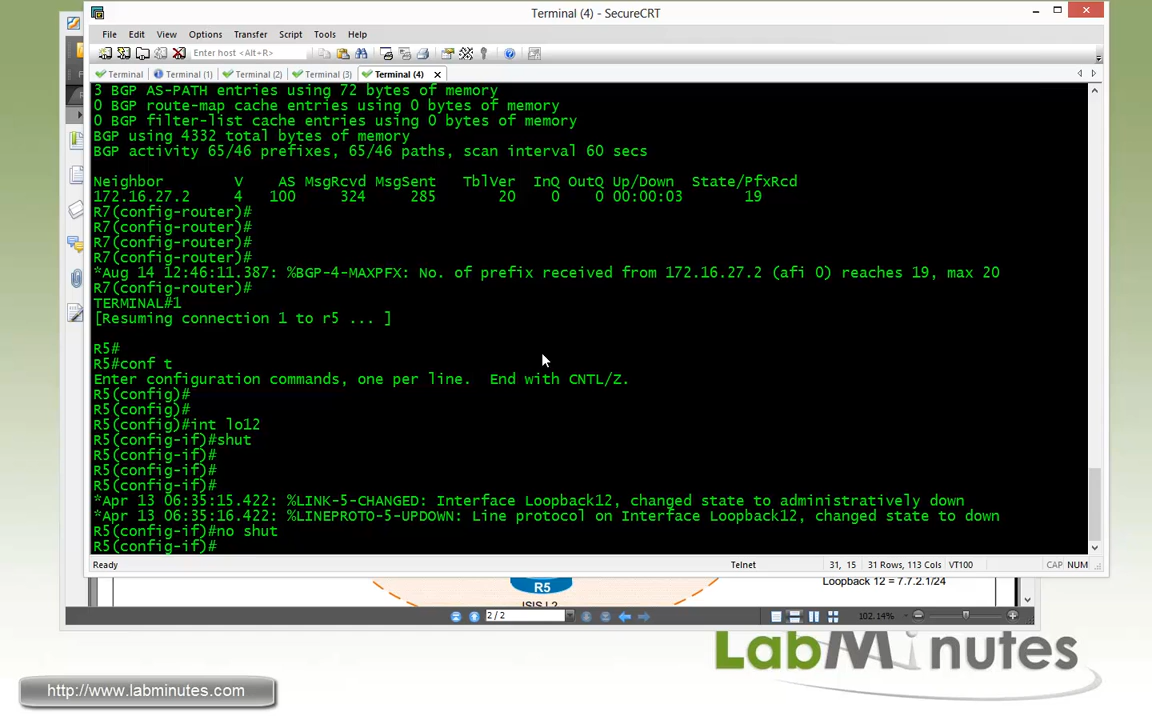 Terminal (4) - SecureCRT
File Edit View Options Transfer Script Tools Help
Enter host <Alt+R>
Terminal Terminal (1) Terminal (2) Terminal (3) Terminal (4)
3 BGP AS-PATH entries using 72 bytes of memory
0 BGP route-map cache entries using 0 bytes of memory
0 BGP filter-list cache entries using 0 bytes of memory
BGP using 4332 total bytes of memory
BGP activity 65/46 prefixes, 65/46 paths, scan interval 60 secs
Neighbor V AS MsgRcvd MsgSent TblVer InQ OutQ Up/Down State/PfxRcd
172.16.27.2 4 100 324 285 20 0 0 00:00:03 19
R7(config-router)#
R7(config-router)#
R7(config-router)#
R7(config-router)#
*Aug 14 12:46:11.387: %BGP-4-MAXPFX: No. of prefix received from 172.16.27.2 (afi 0) reaches 19, max 20
R7(config-router)#
TERMINAL#1
[Resuming connection 1 to r5 ... ]
R5#
R5#conf t
Enter configuration commands, one per line. End with CNTL/Z.
R5(config)#
R5(config)#
R5(config)#int lo12
R5(config-if)#shut
R5(config-if)#
R5(config-if)#
R5(config-if)#
*Apr 13 06:35:15.422: %LINK-5-CHANGED: Interface Loopback12, changed state to administratively down
*Apr 13 06:35:16.422: %LINEPROTO-5-UPDOWN: Line protocol on Interface Loopback12, changed state to down
R5(config-if)#no shut
R5(config-if)#
Ready Telnet 31, 15 31 Rows, 113 Cols VT100 CAP NUM
R5
Loopback 12 = 7.7.2.1/24
ISIS L2
2 / 2 102.14%
LabMinutes
http://www.labminutes.com